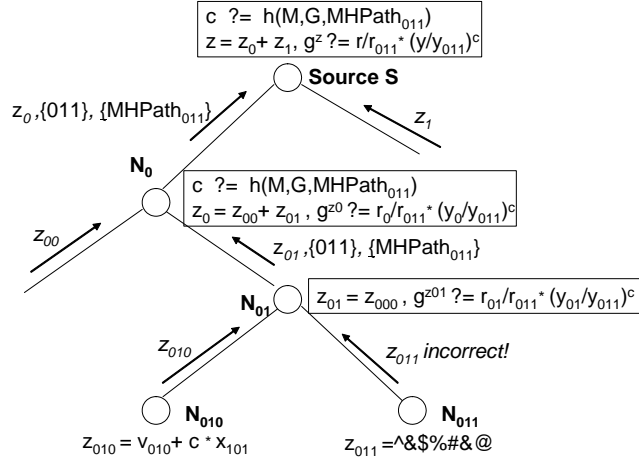 c ?= h(M,G,MHPath₀₁₁)
z = z₀+ z₁, gᶻ ?= r/r₀₁₁* (y/y₀₁₁)ᶜ
Source S
z₀ ,{011}, {MHPath₀₁₁}
z₁
N₀
c ?= h(M,G,MHPath₀₁₁)
z₀ = z₀₀+ z₀₁ , gᶻ⁰ ?= r₀/r₀₁₁* (y₀/y₀₁₁)ᶜ
z₀₀
z₀₁ ,{011}, {MHPath₀₁₁}
N₀₁
z₀₁ = z₀₀₀ , gᶻ⁰¹ ?= r₀₁/r₀₁₁* (y₀₁/y₀₁₁)ᶜ
z₀₁₀
z₀₁₁ incorrect!
N₀₁₀
N₀₁₁
z₀₁₀ = v₀₁₀+ c * x₁₀₁
z₀₁₁ =^&$%#&@